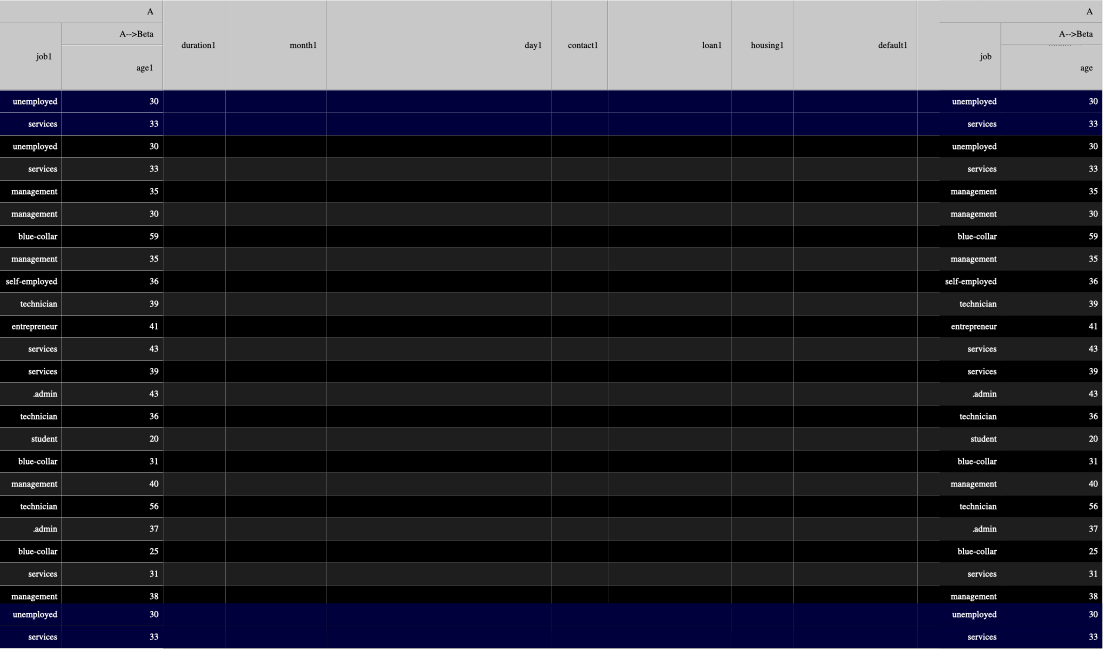 A A
A-->Beta A-->Beta
job1 age1 duration1 month1 day1 contact1 loan1 housing1 default1 job age
unemployed 30 unemployed 30
services 33 services 33
unemployed 30 unemployed 30
services 33 services 33
management 35 management 35
management 30 management 30
blue-collar 59 blue-collar 59
management 35 management 35
self-employed 36 self-employed 36
technician 39 technician 39
entrepreneur 41 entrepreneur 41
services 43 services 43
services 39 services 39
.admin 43 .admin 43
technician 36 technician 36
student 20 student 20
blue-collar 31 blue-collar 31
management 40 management 40
technician 56 technician 56
.admin 37 .admin 37
blue-collar 25 blue-collar 25
services 31 services 31
management 38 management 38
unemployed 30 unemployed 30
services 33 services 33